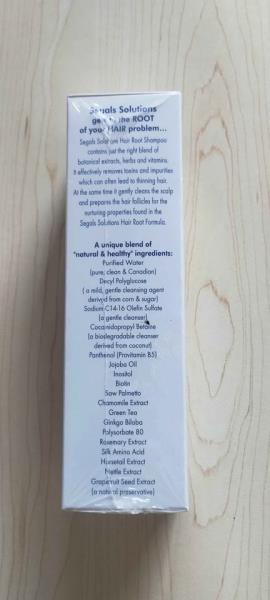 Segals Solutions
gets to the ROOT
of your HAIR problem...
Segals Solutions Hair Root Shampoo
contains just the right blend of
botanical extracts, herbs and vitamins.
It effectively removes toxins and impurities
which can often lead to thinning hair.
At the same time it gently cleans the scalp
and prepares the hair follicles for the
nurturing properties found in the
Segals Solutions Hair Root Formula.
A unique blend of
"natural & healthy" ingredients:
Purified Water
(pure, clean & Canadian)
Decyl Polyglucose
( a mild, gentle cleansing agent
derived from corn & sugar)
Sodium C14-16 Olefin Sulfate
(a gentle cleanser)
Cocamidopropyl Betaine
(a biodegradable cleanser
derived from coconut)
Panthenol (Provitamin B5)
Jojoba Oil
Inositol
Biotin
Saw Palmetto
Chamomile Extract
Green Tea
Ginkgo Biloba
Polysorbate 80
Rosemary Extract
Silk Amino Acid
Horsetail Extract
Nettle Extract
Grapefruit Seed Extract
(a natural preservative)